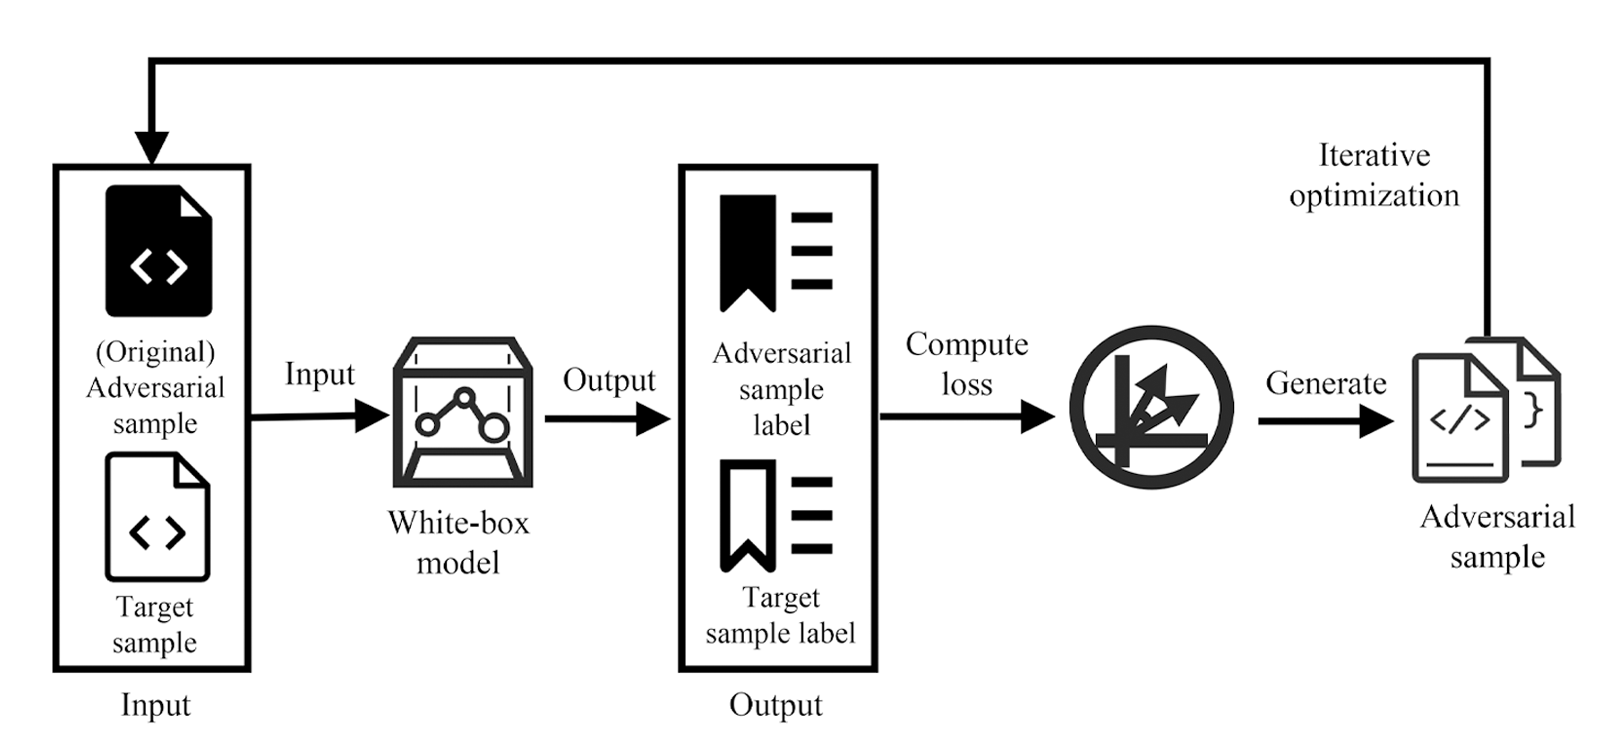 Iterative
optimization
(Original)
Adversarial
sample
Target
sample
Input
Input
White-box
model
Output
Adversarial
sample
label
Target
sample label
Output
Compute
loss
Generate
Adversarial
sample